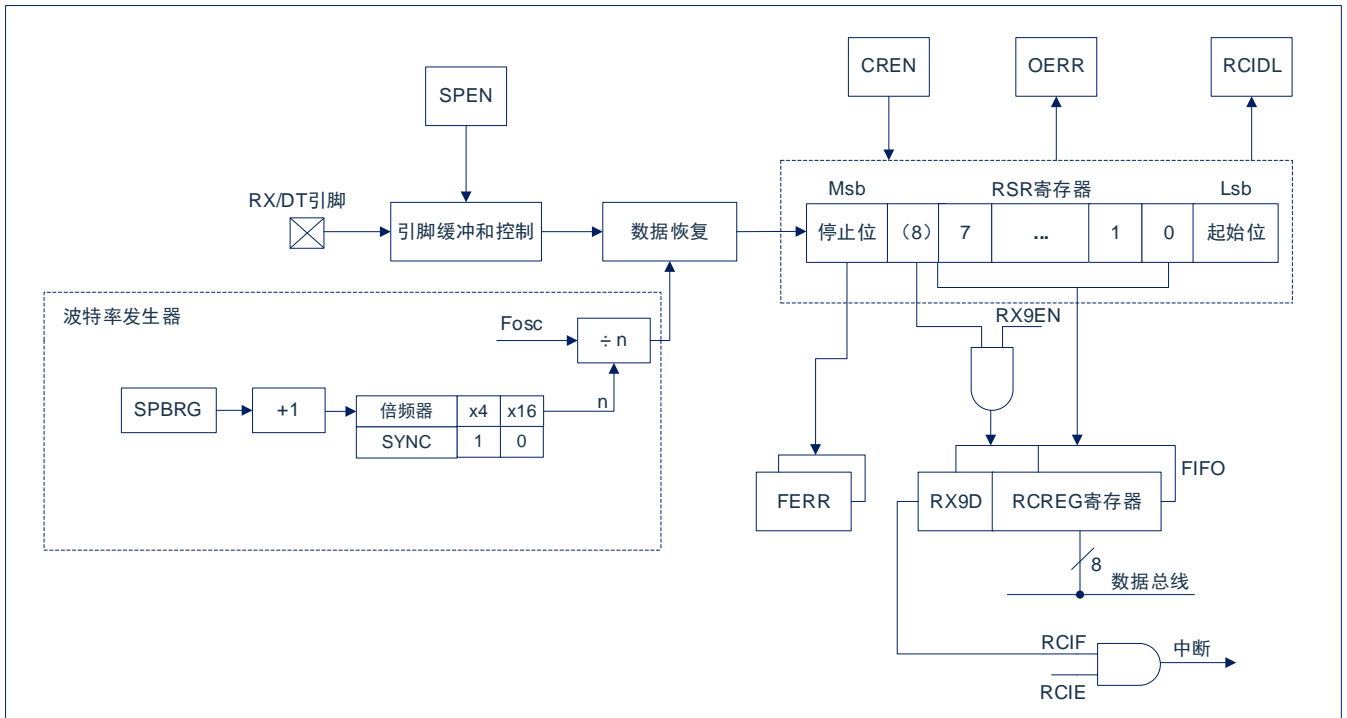 CREN
OERR
RCIDL
SPEN
Msb
RSR寄存器
Lsb
RX/DT引脚
引脚缓冲和控制
数据恢复
停止位
（8）
7
...
1
0
起始位
波特率发生器
Fosc
÷ n
RX9EN
SPBRG
+1
倍频器
x4
x16
n
SYNC
1
0
FIFO
FERR
RX9D
RCREG寄存器
8
数据总线
RCIF
中断
RCIE